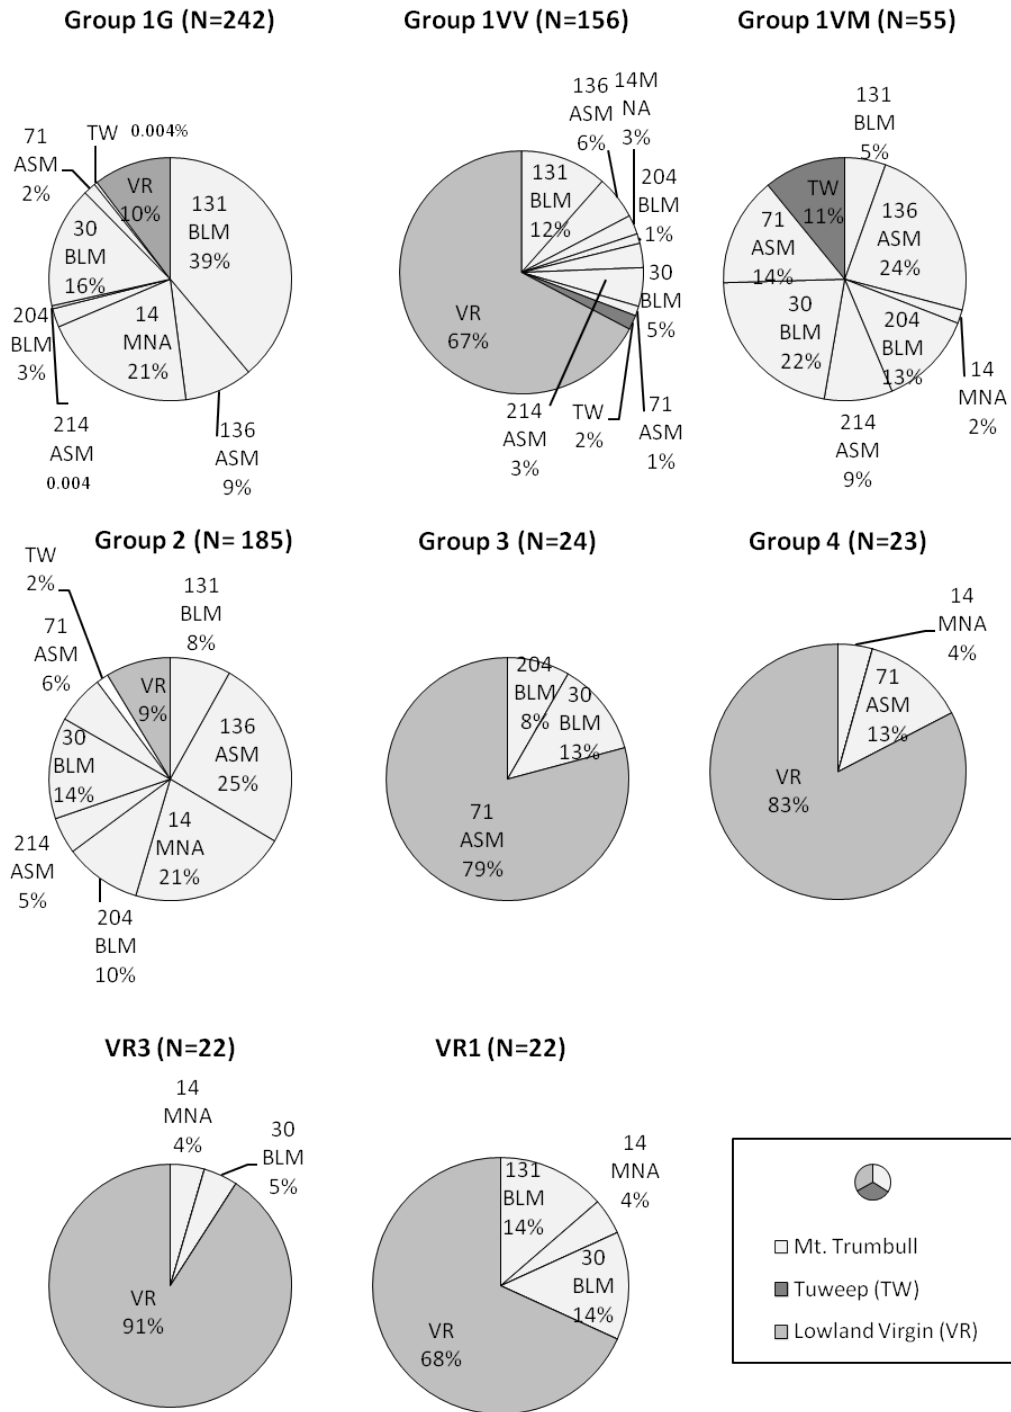 Group 1G (N=242)
71
ASM
2%
TW 0.004%
VR
10%
131
BLM
39%
30
BLM
16%
204
BLM
3%
14
MNA
21%
214
ASM
0.004
136
ASM
9%
Group 1VV (N=156)
136
ASM
6%
14M
NA
3%
131
BLM
12%
204
BLM
1%
30
BLM
5%
VR
67%
214
ASM
3%
TW
2%
71
ASM
1%
Group 1VM (N=55)
131
BLM
5%
TW
11%
136
ASM
24%
71
ASM
14%
30
BLM
22%
204
BLM
13%
14
MNA
2%
214
ASM
9%
Group 2 (N= 185)
TW
2%
131
BLM
8%
71
ASM
6%
VR
9%
136
ASM
25%
30
BLM
14%
14
MNA
21%
214
ASM
5%
204
BLM
10%
Group 3 (N=24)
204
BLM
8%
30
BLM
13%
71
ASM
79%
Group 4 (N=23)
14
MNA
4%
71
ASM
13%
VR
83%
VR3 (N=22)
14
MNA
4%
30
BLM
5%
VR
91%
VR1 (N=22)
131
BLM
14%
14
MNA
4%
30
BLM
14%
VR
68%
Mt. Trumbull
Tuweep (TW)
Lowland Virgin (VR)